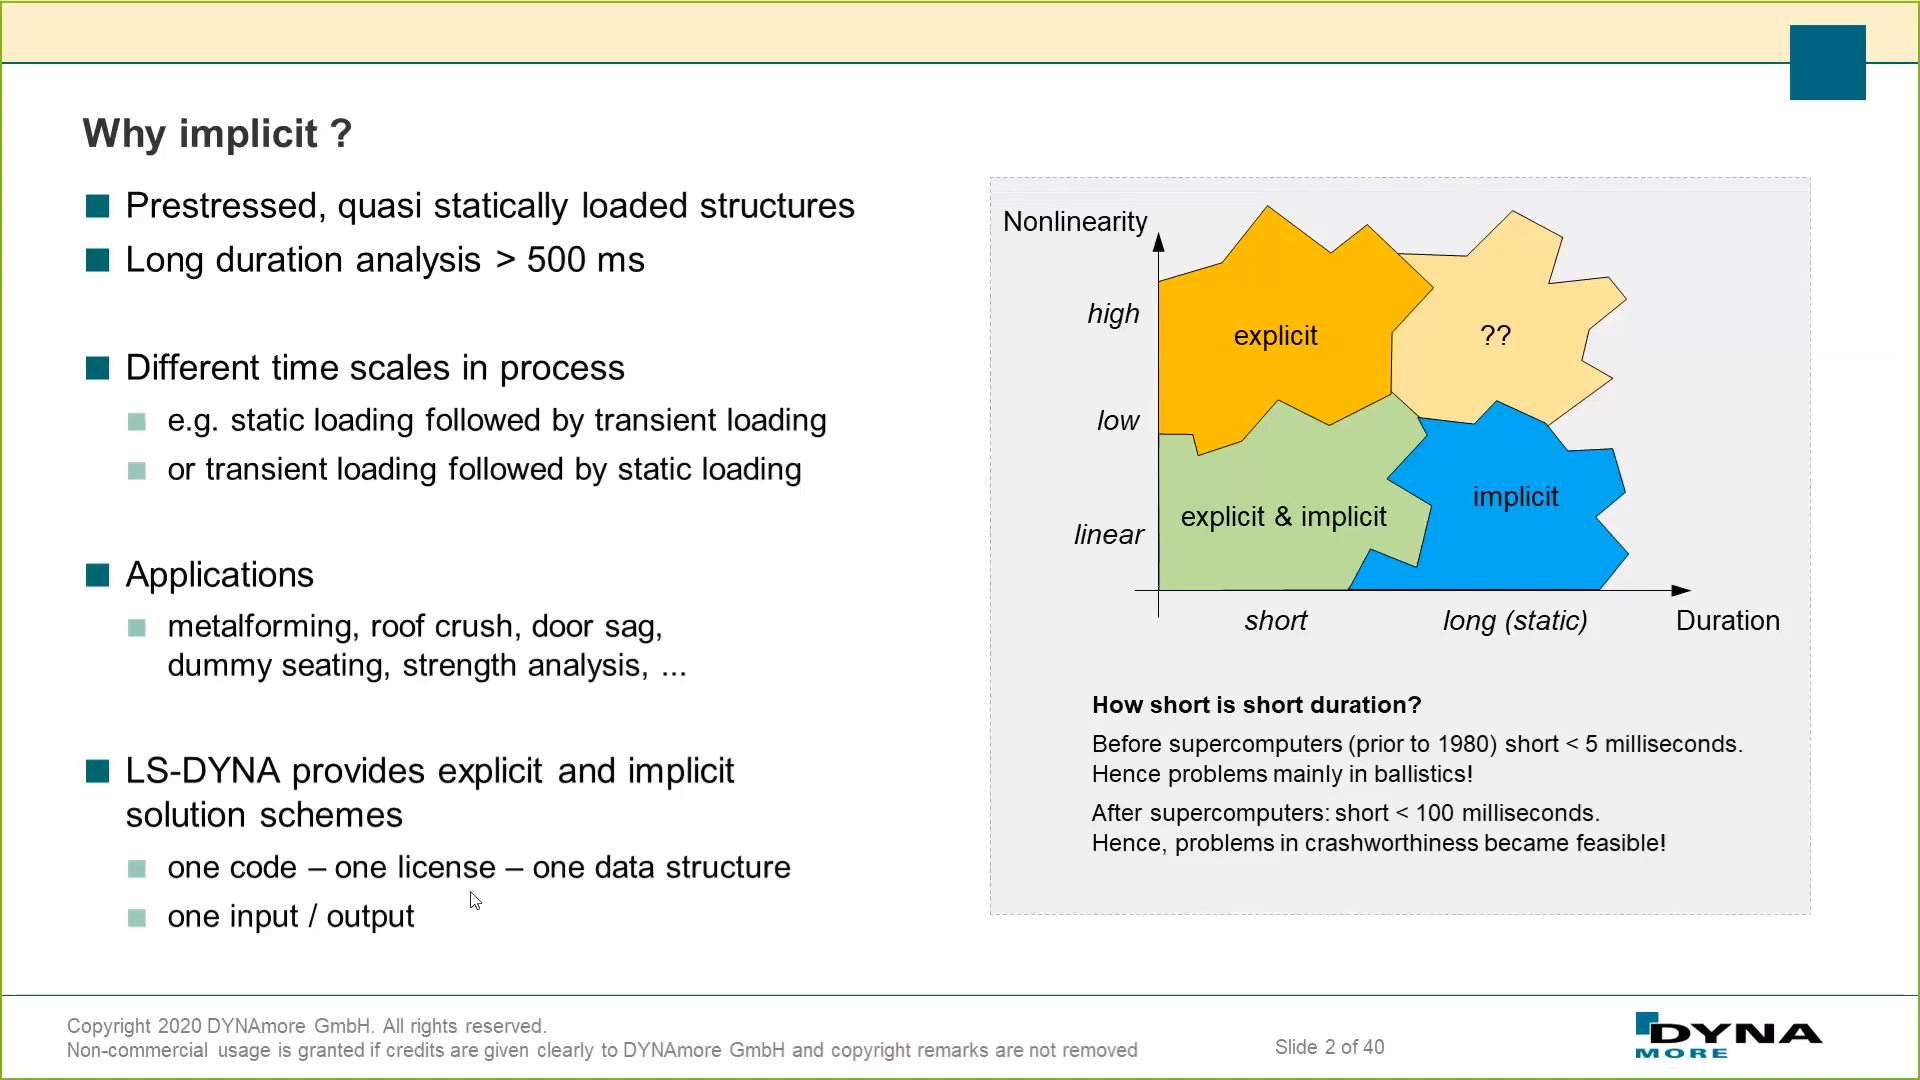 Why implicit ?
Prestressed, quasi statically loaded structures
Long duration analysis > 500 ms
Different time scales in process
e.g. static loading followed by transient loading
or transient loading followed by static loading
Applications
metalforming, roof crush, door sag,
dummy seating, strength analysis, ...
LS-DYNA provides explicit and implicit
solution schemes
one code – one license – one data structure
one input / output
Nonlinearity
high
explicit
??
low
implicit
explicit & implicit
linear
short
long (static)
Duration
How short is short duration?
Before supercomputers (prior to 1980) short < 5 milliseconds.
Hence problems mainly in ballistics!
After supercomputers: short < 100 milliseconds.
Hence, problems in crashworthiness became feasible!
Copyright 2020 DYNAmore GmbH. All rights reserved.
Non-commercial usage is granted if credits are given clearly to DYNAmore GmbH and copyright remarks are not removed
Slide 2 of 40
DYNA
MORE